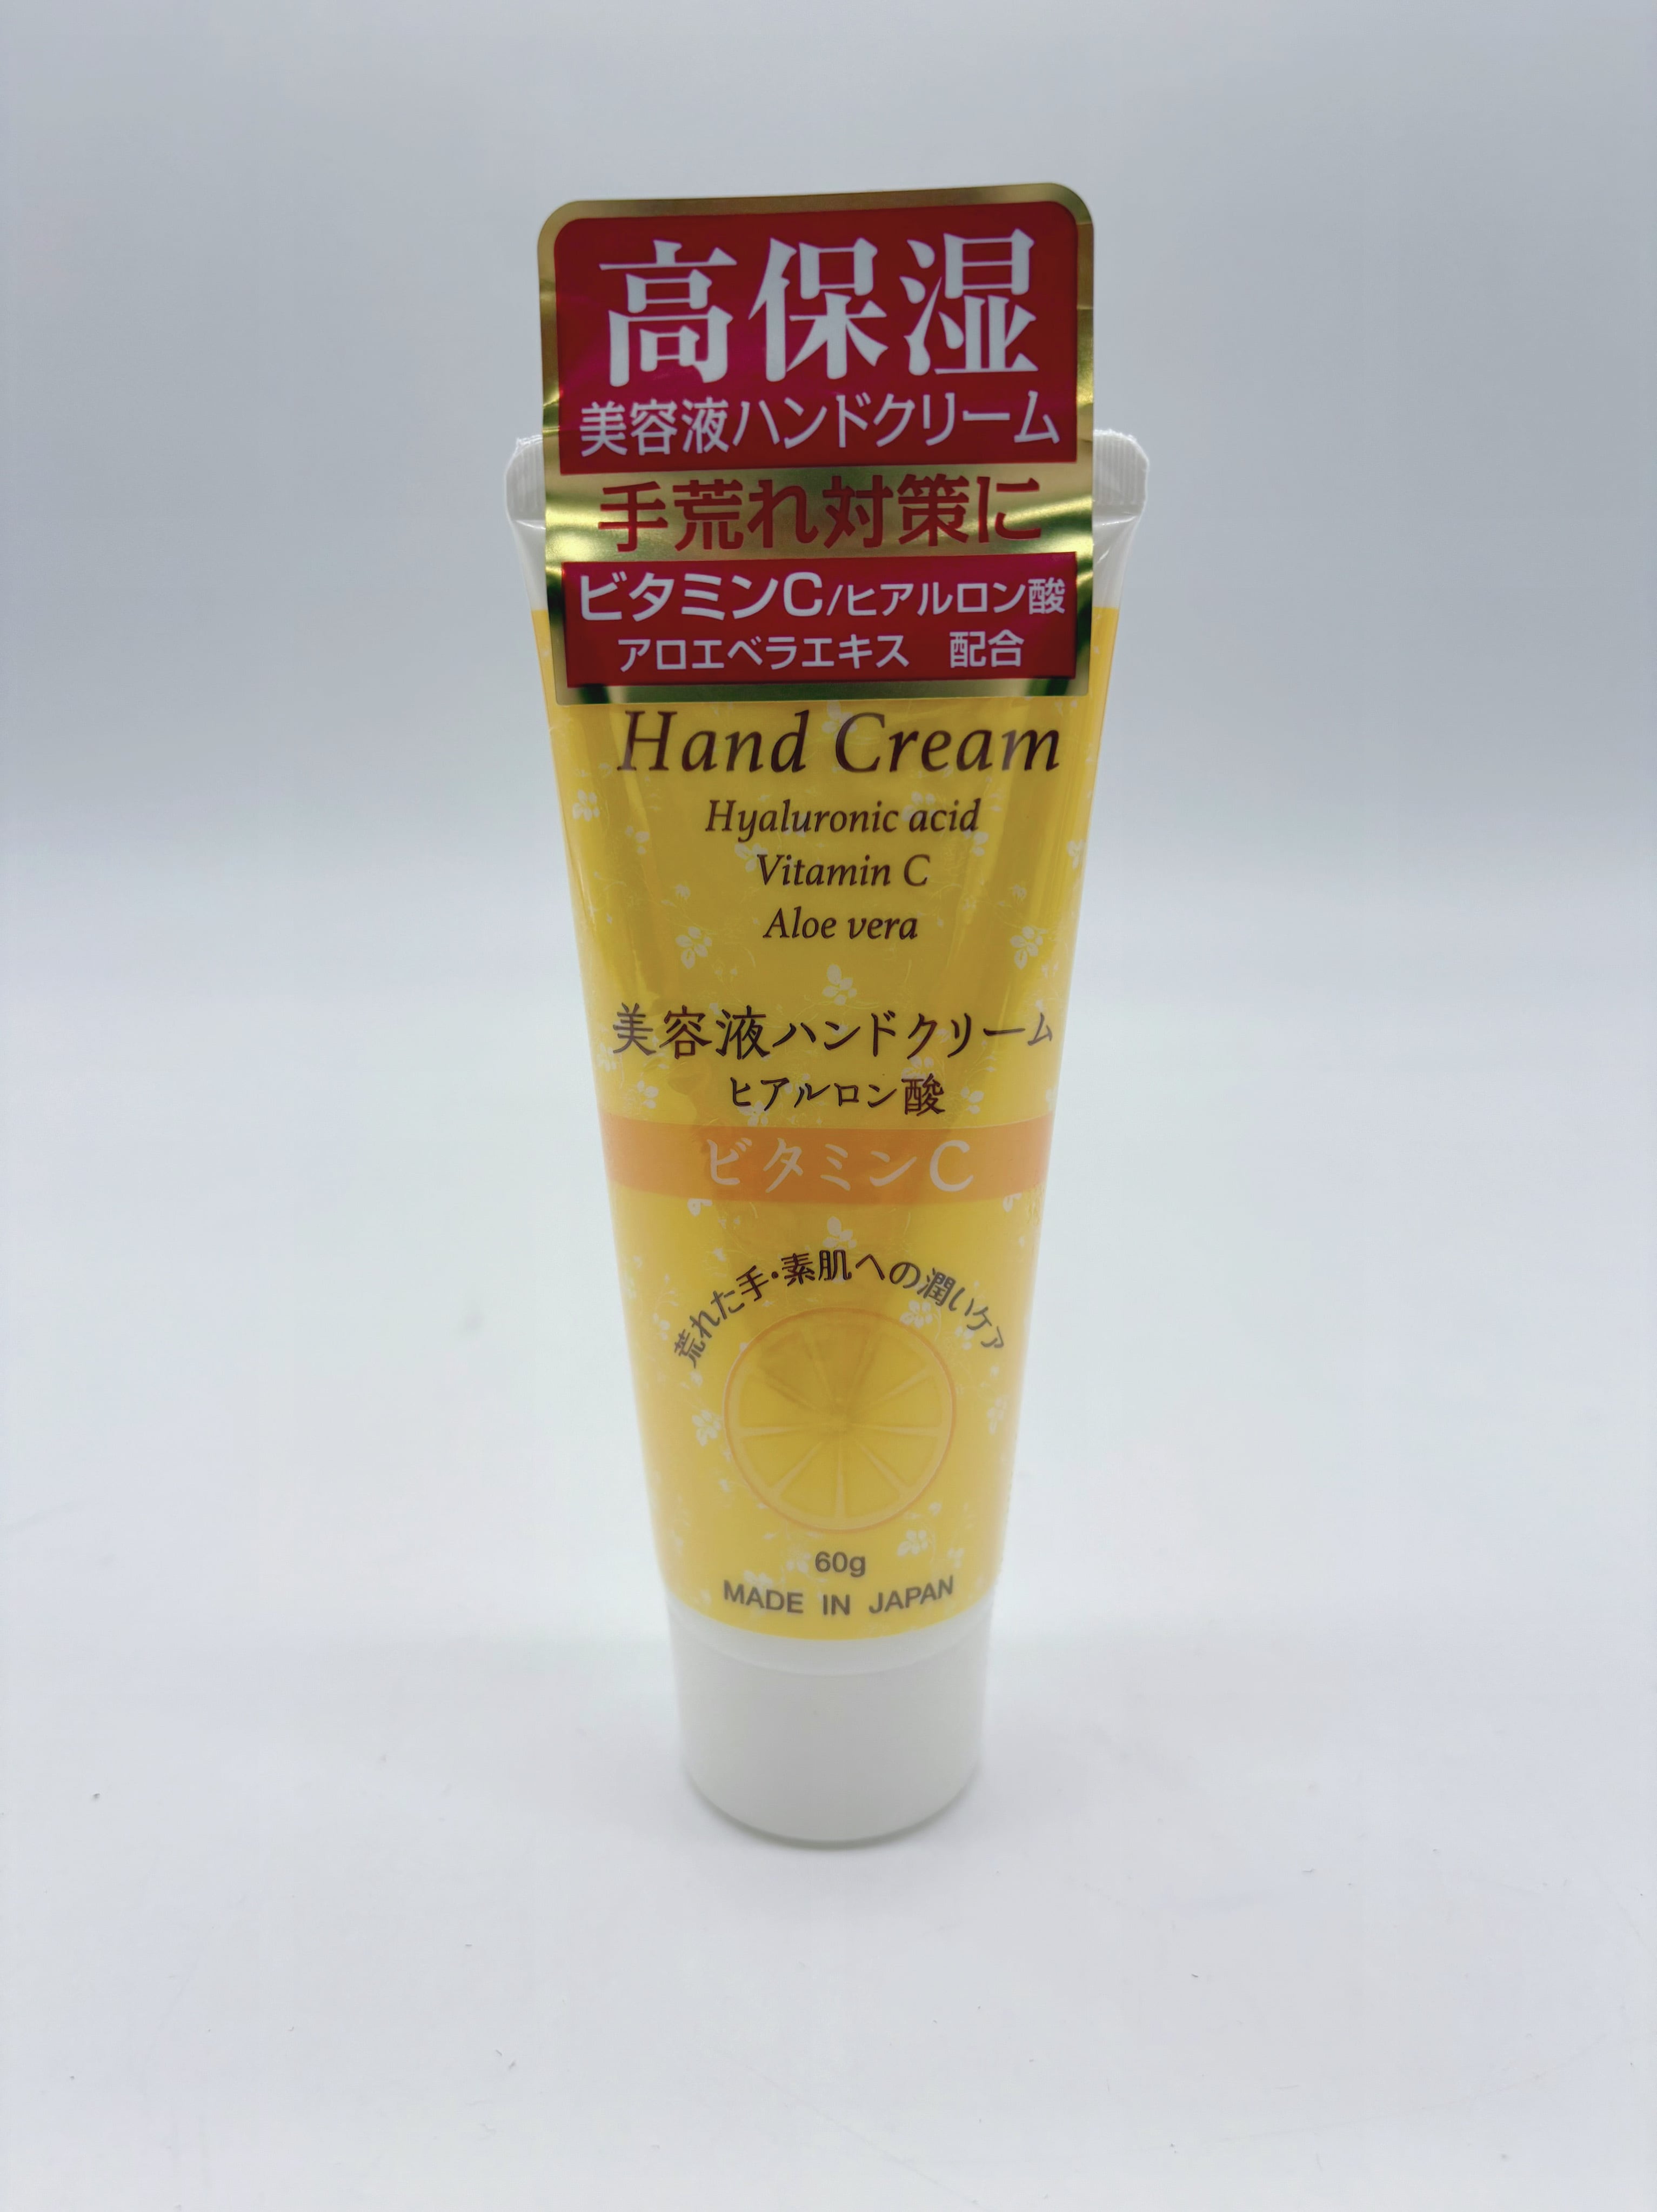 高保湿
美容液ハンドクリーム
手荒れ対策に
ビタミンC/ヒアルロン酸
アロエベラエキス　配合
Hand Cream
Hyaluronic acid
Vitamin C
Aloe vera
美容液ハンドクリーム
ヒアルロン酸
ビタミンC
荒れた手・素肌への潤いケア
60g
MADE IN JAPAN